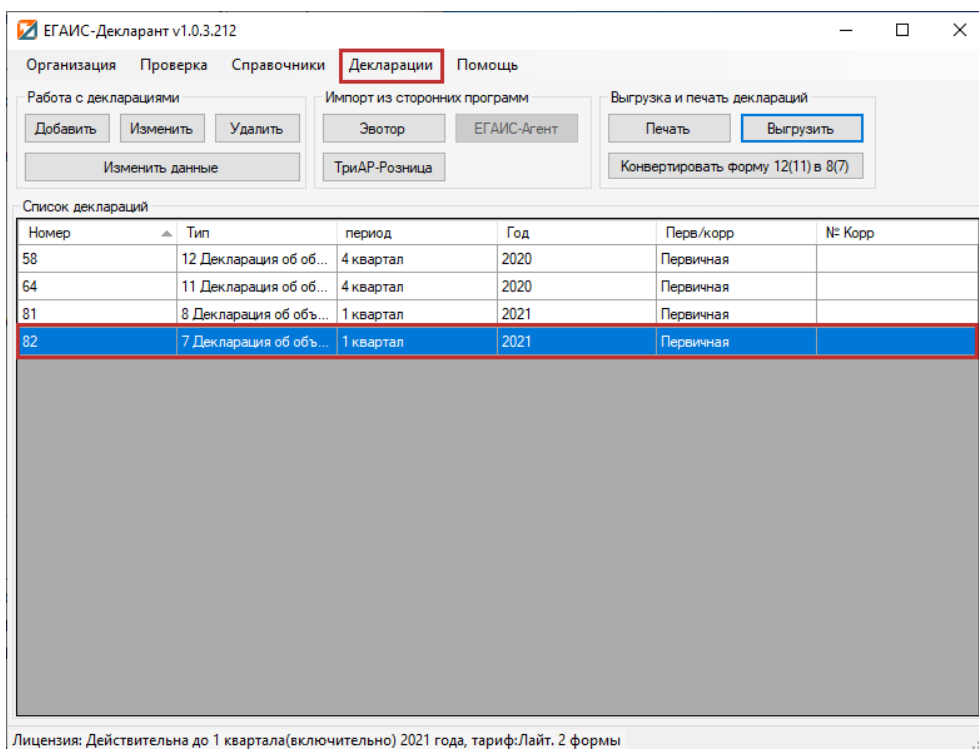 ЕГАИС-Декларант v1.0.3.212
Организация Проверка Справочники Декларации Помощь
Работа с декларациями Импорт из сторонних программ Выгрузка и печать деклараций
Добавить Изменить Удалить Эвотор ЕГАИС-Агент Печать Выгрузить
Изменить данные ТриАР-Розница Конвертировать форму 12(11) в 8(7)
Список деклараций
Номер Тип период Год Перв/корр № Корр
58 12 Декларация об об... 4 квартал 2020 Первичная
64 11 Декларация об об... 4 квартал 2020 Первичная
81 8 Декларация об объ... 1 квартал 2021 Первичная
82 7 Декларация об объ... 1 квартал 2021 Первичная
Лицензия: Действительна до 1 квартала(включительно) 2021 года, тариф:Лайт. 2 формы